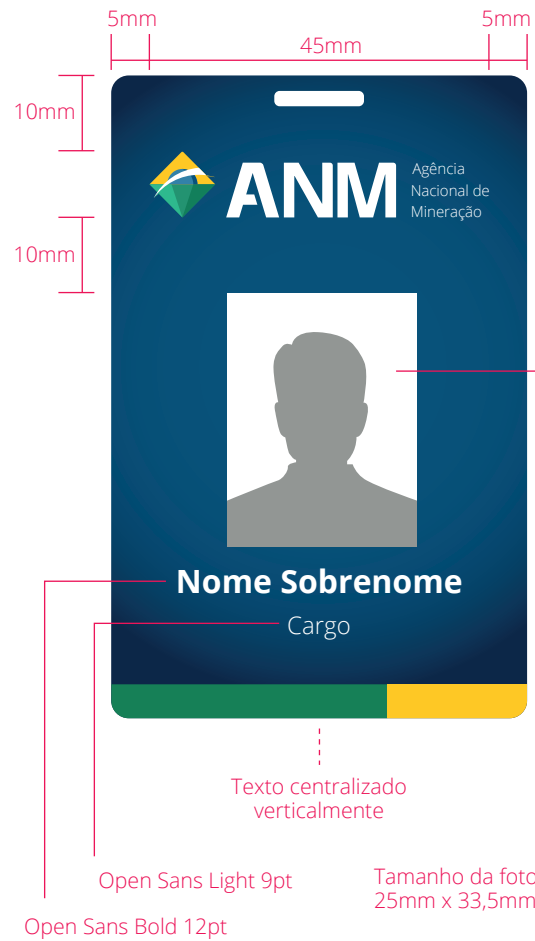 5mm
5mm
45mm
10mm
ANM
Agência
Nacional de
Mineração
10mm
Nome Sobrenome
Cargo
Texto centralizado
verticalmente
Open Sans Light 9pt
Tamanho da foto
25mm x 33,5mm
Open Sans Bold 12pt